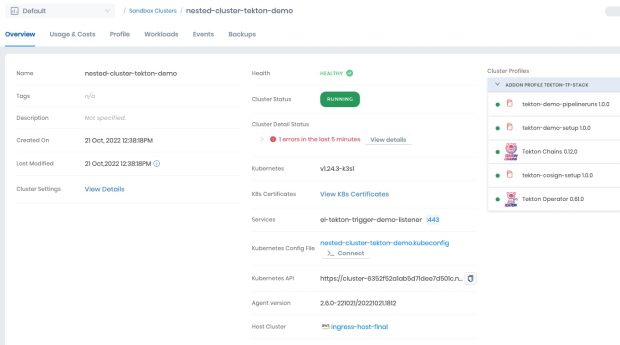 Default
/ Sandbox Clusters / nested-cluster-tekton-demo
Overview Usage & Costs Profile Workloads Events Backups
Name nested-cluster-tekton-demo
Tags n/a
Description Not specified.
Created On 21 Oct, 2022 12:38:18PM
Last Modified 21 Oct, 2022 12:38:18PM
Cluster Settings View Details
Health HEALTHY
Cluster Status RUNNING
Cluster Detail Status
1 errors in the last 5 minutes View details
Kubernetes v1.24.3-k3s1
K8s Certificates View K8s Certificates
Services el-tekton-trigger-demo-listener :443
Kubernetes Config File nested-cluster-tekton-demo.kubeconfig
>_ Connect
Kubernetes API https://cluster-6352f52a1ab5d71dee7d501c.n...
Agent version 2.6.0-221021/20221021.1812
Host Cluster aws ingress-host-final
Cluster Profiles
ADDON PROFILE TEKTON-TF-STACK
tekton-demo-pipelineruns 1.0.0
tekton-demo-setup 1.0.0
Tekton Chains 0.12.0
tekton-cosign-setup 1.0.0
Tekton Operator 0.61.0